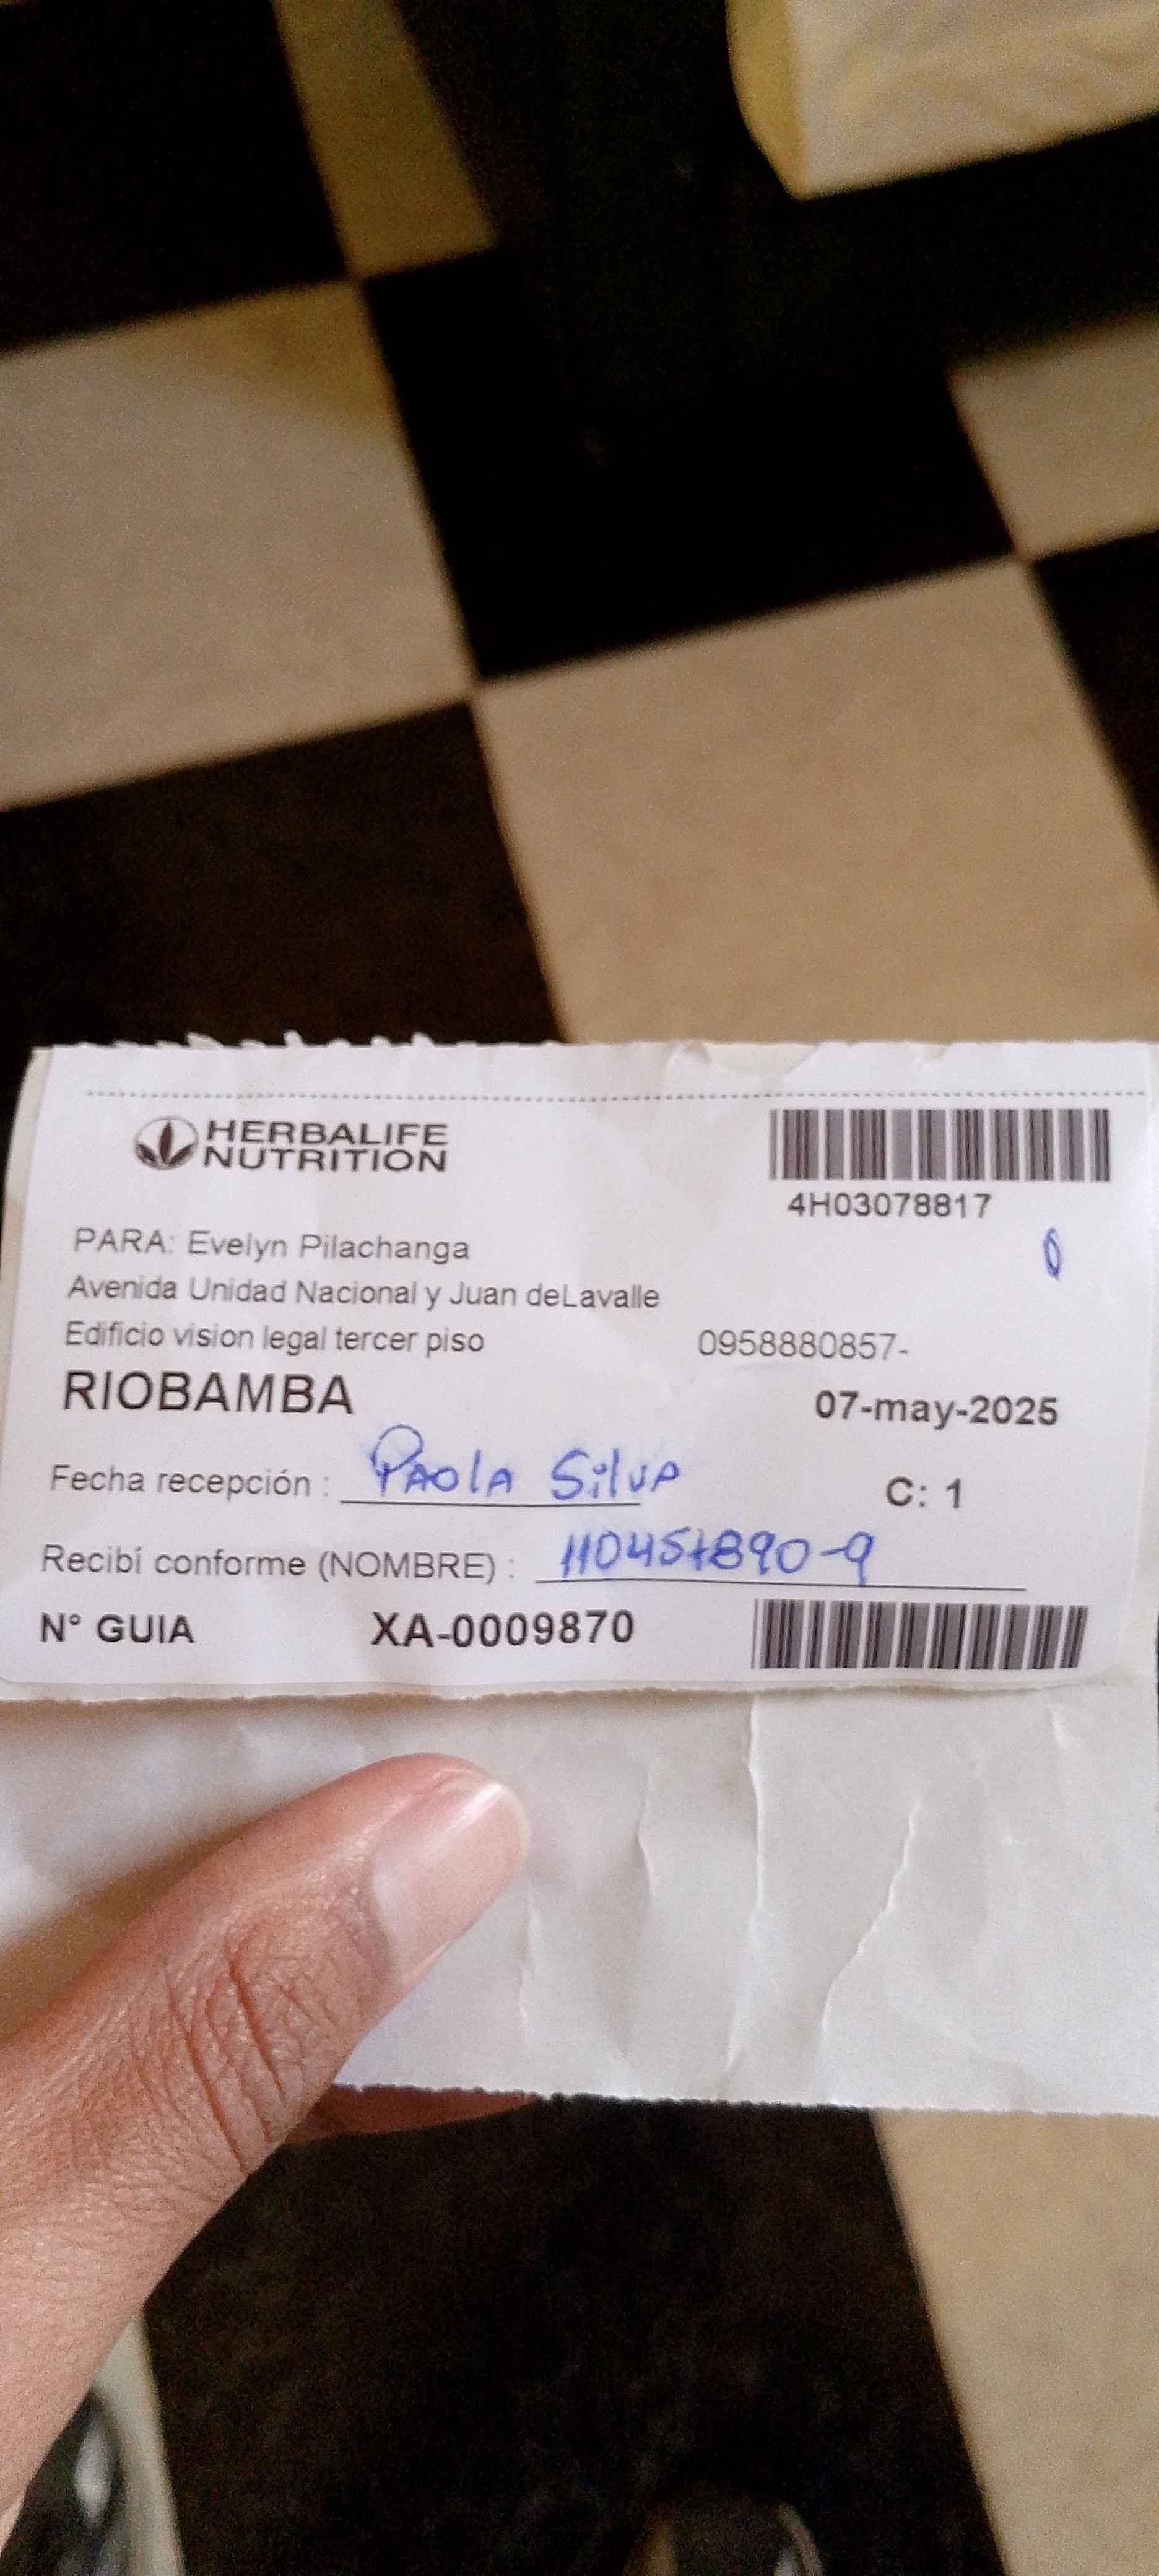 HERBALIFE
NUTRITION
4H03078817
PARA: Evelyn Pilachanga
Avenida Unidad Nacional y Juan deLavalle
Edificio vision legal tercer piso 0958880857-
RIOBAMBA 07-may-2025
Fecha recepción : PAOLA SilVA C: 1
Recibí conforme (NOMBRE) : 110457890-9
N° GUIA XA-0009870